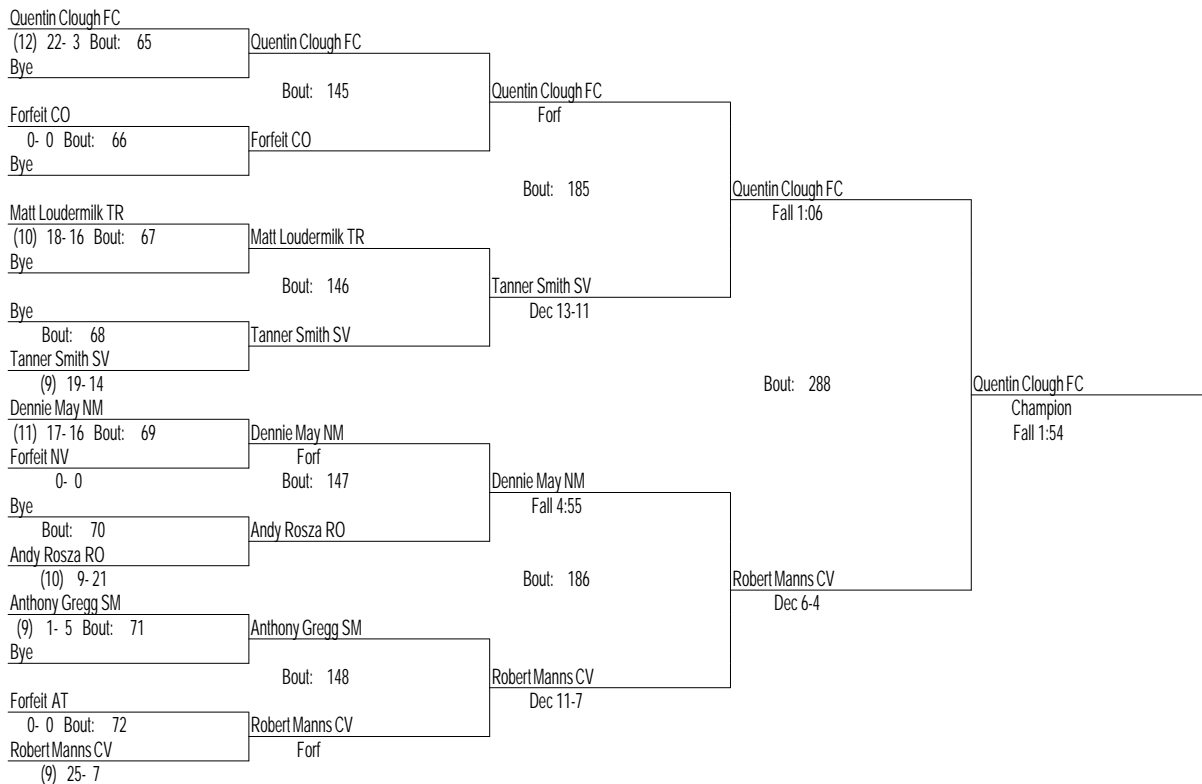 Quentin Clough FC
(12) 22- 3 Bout: 65
Bye
Quentin Clough FC
Bout: 145
Forfeit CO
0- 0 Bout: 66
Bye
Forfeit CO
Quentin Clough FC
Forf
Bout: 185
Matt Loudermilk TR
(10) 18- 16 Bout: 67
Bye
Matt Loudermilk TR
Bout: 146
Bye
Bout: 68
Tanner Smith SV
(9) 19- 14
Tanner Smith SV
Tanner Smith SV
Dec 13-11
Quentin Clough FC
Fall 1:06
Bout: 288
Dennie May NM
(11) 17- 16 Bout: 69
Forfeit NV
0- 0
Dennie May NM
Forf
Bout: 147
Bye
Bout: 70
Andy Rosza RO
(10) 9- 21
Andy Rosza RO
Dennie May NM
Fall 4:55
Bout: 186
Anthony Gregg SM
(9) 1- 5 Bout: 71
Bye
Anthony Gregg SM
Bout: 148
Forfeit AT
0- 0 Bout: 72
Robert Manns CV
(9) 25- 7
Robert Manns CV
Forf
Robert Manns CV
Dec 11-7
Robert Manns CV
Dec 6-4
Quentin Clough FC
Champion
Fall 1:54